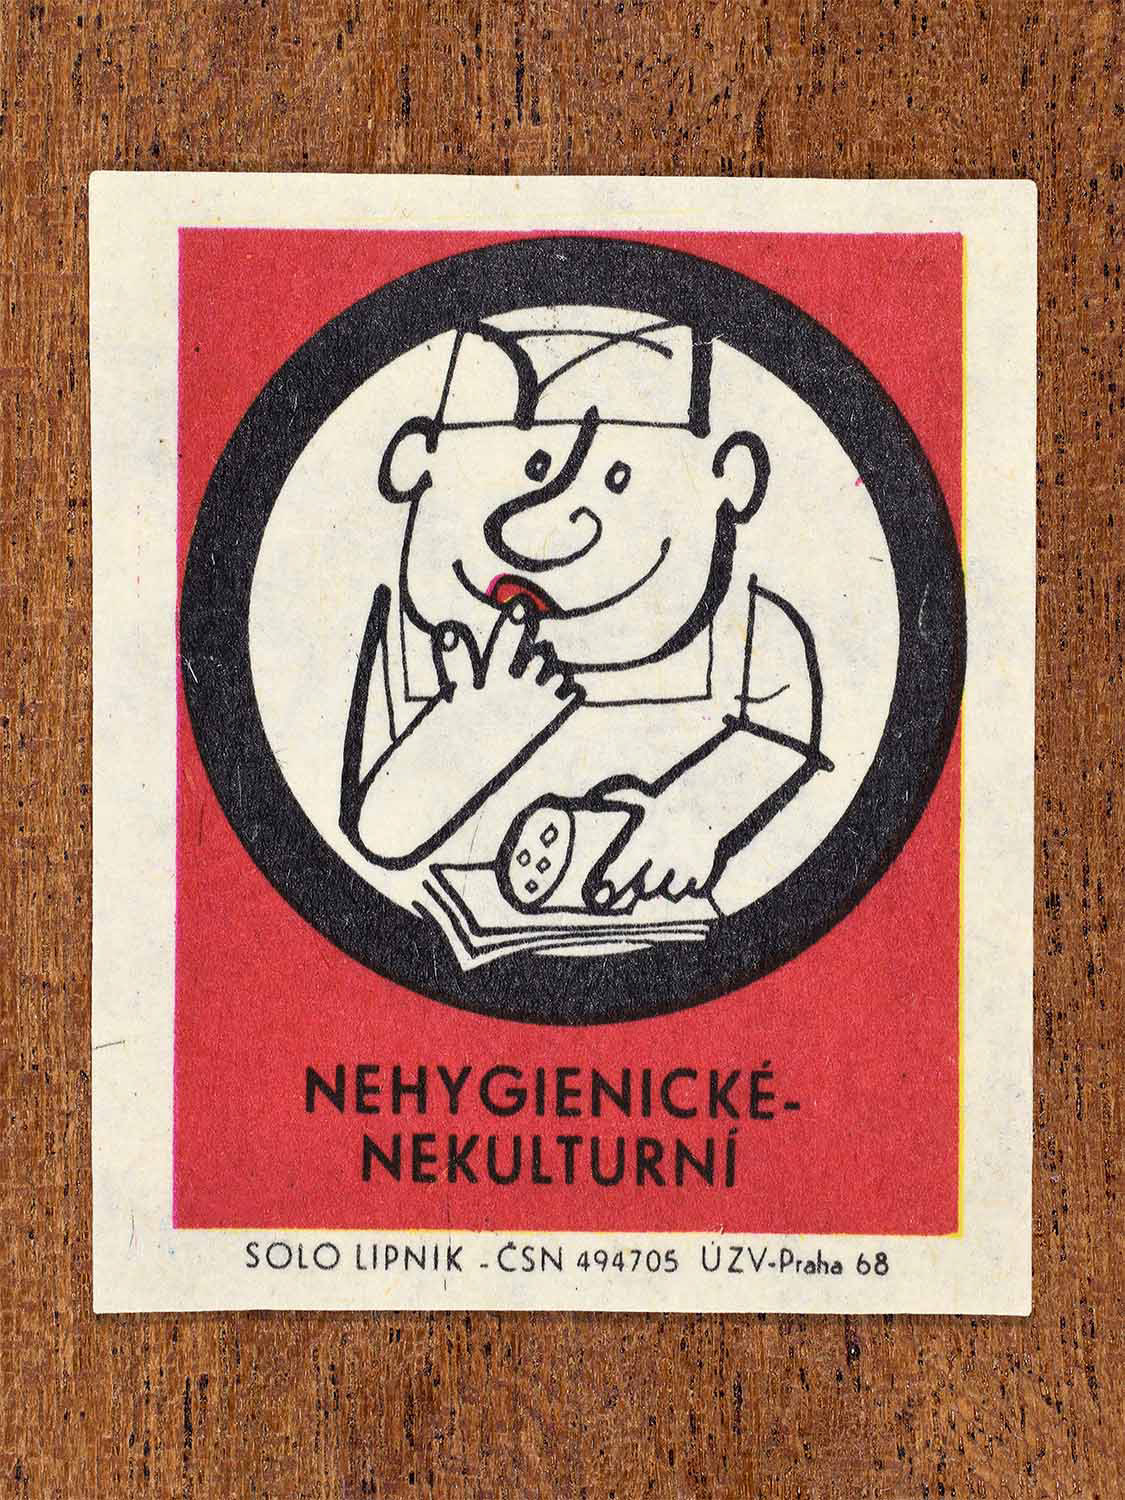 NEHYGIENICKÉ-
NEKULTURNÍ
SOLO LIPNIK - ČSN 494705 ÚZV-Praha 68